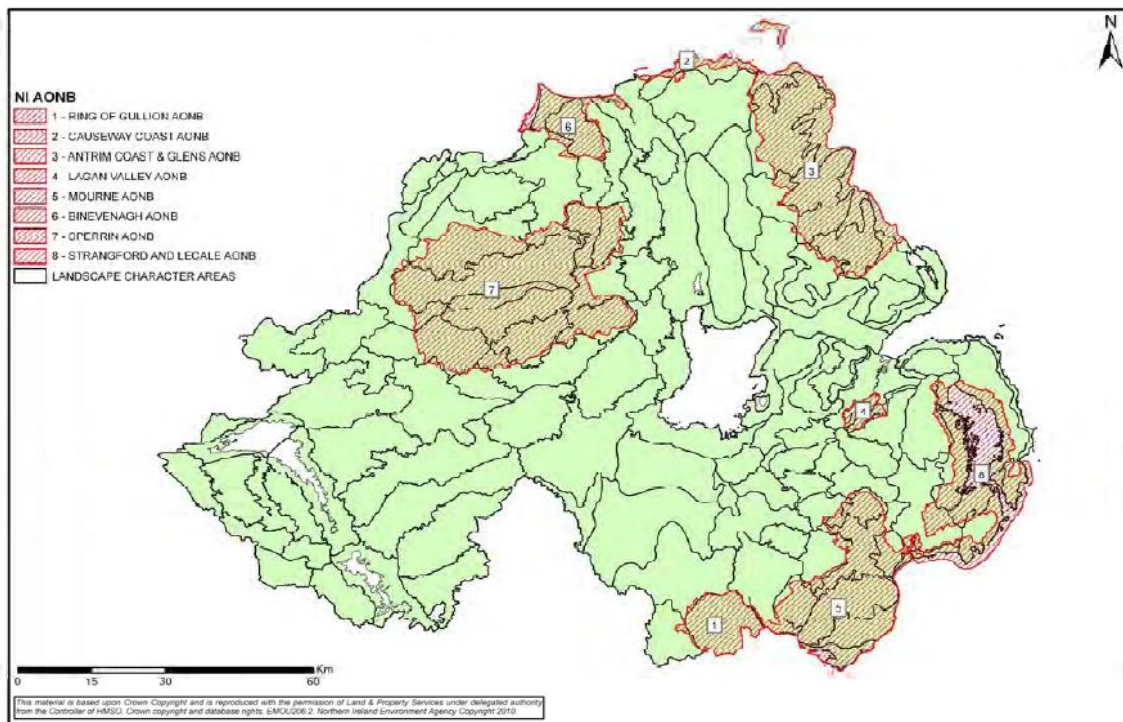 N
NI AONB
1 - RING OF GULLION AONB
2 - CAUSEWAY COAST AONB
3 - ANTRIM COAST & GLENS AONB
4 - LAGAN VALLEY AONB
5 - MOURNE AONB
6 - BINEVENAGH AONB
7 - SPERRIN AONB
8 - STRANGFORD AND LECALE AONB
LANDSCAPE CHARACTER AREAS
2
6
3
7
4
8
5
1
Km
0 15 30 60
This material is based upon Crown Copyright and is reproduced with the permission of Land & Property Services under delegated authority
from the Controller of HMSO, Crown copyright and database rights, EMOU206.2. Northern Ireland Environment Agency Copyright 2010